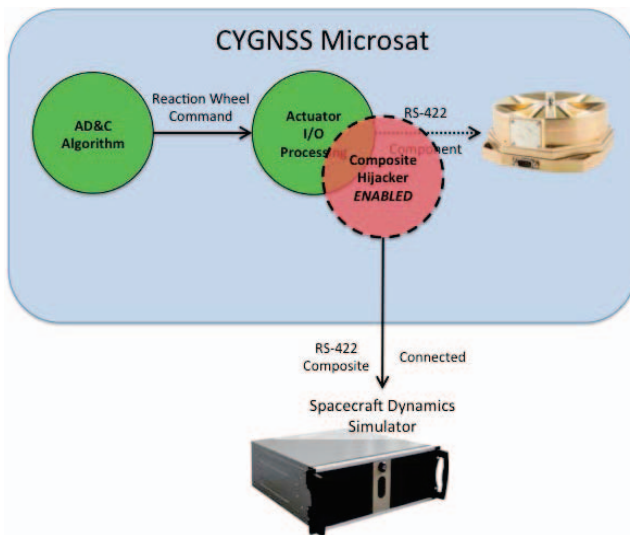 CYGNSS Microsat
Reaction Wheel
Command
AD&C
Algorithm
Actuator
I/O
Processing
RS-422
Component
Composite
Hijacker
ENABLED
RS-422
Composite
Connected
Spacecraft Dynamics
Simulator